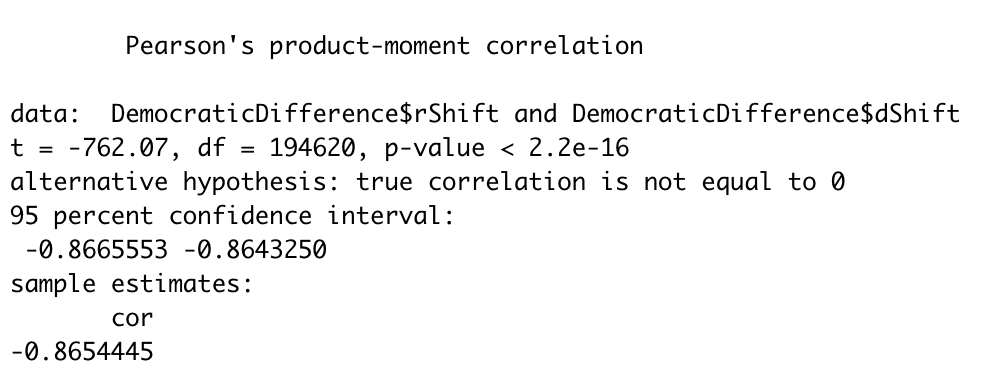 Pearson's product-moment correlation
data:  DemocraticDifference$rShift and DemocraticDifference$dShift
t = -762.07, df = 194620, p-value < 2.2e-16
alternative hypothesis: true correlation is not equal to 0
95 percent confidence interval:
 -0.8665553 -0.8643250
sample estimates:
       cor
-0.8654445